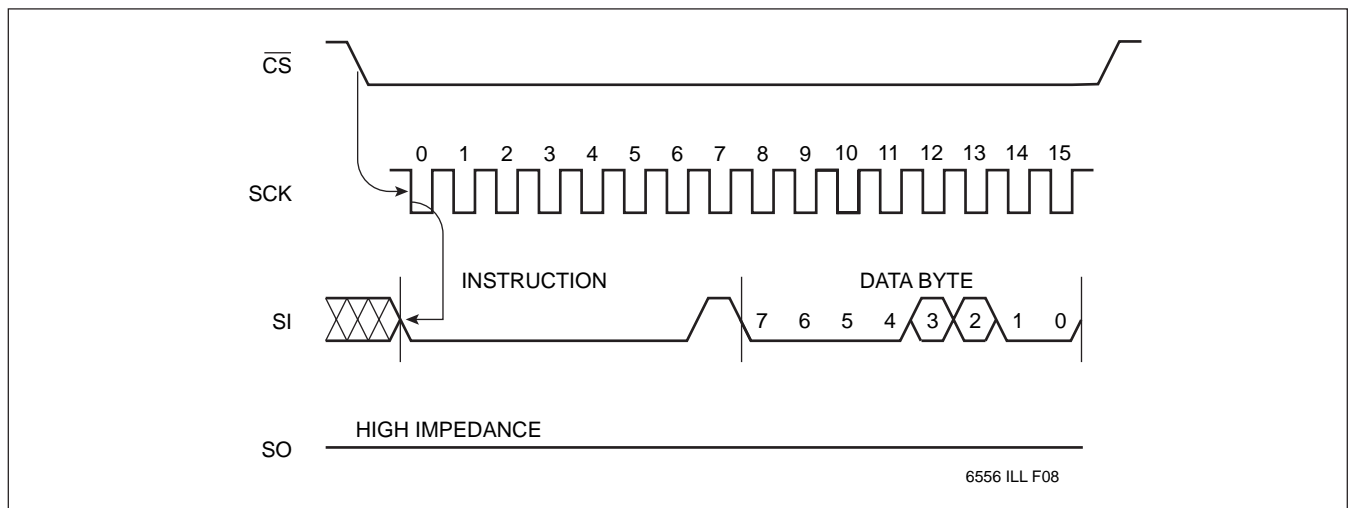 CS
0 1 2 3 4 5 6 7 8 9 10 11 12 13 14 15
SCK
INSTRUCTION DATA BYTE
SI 7 6 5 4 3 2 1 0
HIGH IMPEDANCE
SO
6556 ILL F08